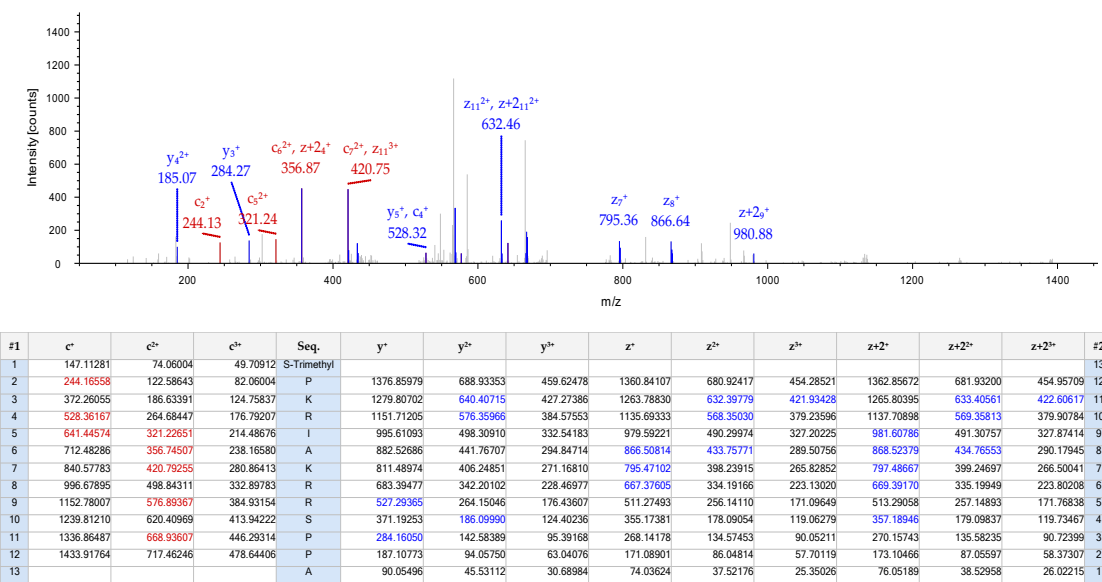 1400
1200
1000
800
600
400
200
0
Intensity [counts]
200
400
600
800
1000
1200
1400
m/z
y₄²⁺
185.07
c₂⁺
244.13
y₃⁺
284.27
c₅²⁺
321.24
c₆²⁺, z+2₄⁺
356.87
c₇²⁺, z₁₁³⁺
420.75
y₅⁺, c₄⁺
528.32
z₁₁²⁺, z+2₁₁²⁺
632.46
z₇⁺
795.36
z₈⁺
866.64
z+2₉⁺
980.88
#1 c⁺ c²⁺ c³⁺ Seq. y⁺ y²⁺ y³⁺ z⁺ z²⁺ z³⁺ z+2⁺ z+2²⁺ z+2³⁺ #2
1 147.11281 74.06004 49.70912 S-Trimethyl 13
2 244.16558 122.58643 82.06004 P 1376.85979 688.93353 459.62478 1360.84107 680.92417 454.28521 1362.85672 681.93200 454.95709 12
3 372.26055 186.63391 124.75837 K 1279.80702 640.40715 427.27386 1263.78830 632.39779 421.93428 1265.80395 633.40561 422.60617 11
4 528.36167 264.68447 176.79207 R 1151.71205 576.35966 384.57553 1135.69333 568.35030 379.23596 1137.70898 569.35813 379.90784 10
5 641.44574 321.22651 214.48676 I 995.61093 498.30910 332.54183 979.59221 490.29974 327.20225 981.60786 491.30757 327.87414 9
6 712.48286 356.74507 238.16580 A 882.52686 441.76707 294.84714 866.50814 433.75771 289.50756 868.52379 434.76553 290.17945 8
7 840.57783 420.79255 280.86413 K 811.48974 406.24851 271.16810 795.47102 398.23915 265.82852 797.48667 399.24697 266.50041 7
8 996.67895 498.84311 332.89783 R 683.39477 342.20102 228.46977 667.37605 334.19166 223.13020 669.39170 335.19949 223.80208 6
9 1152.78007 576.89367 384.93154 R 527.29365 264.15046 176.43607 511.27493 256.14110 171.09649 513.29058 257.14893 171.76838 5
10 1239.81210 620.40969 413.94222 S 371.19253 186.09990 124.40236 355.17381 178.09054 119.06279 357.18946 179.09837 119.73467 4
11 1336.86487 668.93607 446.29314 P 284.16050 142.58389 95.39168 268.14178 134.57453 90.05211 270.15743 135.58235 90.72399 3
12 1433.91764 717.46246 478.64406 P 187.10773 94.05750 63.04076 171.08901 86.04814 57.70119 173.10466 87.05597 58.37307 2
13 A 90.05496 45.53112 30.68984 74.03624 37.52176 25.35026 76.05189 38.52958 26.02215 1